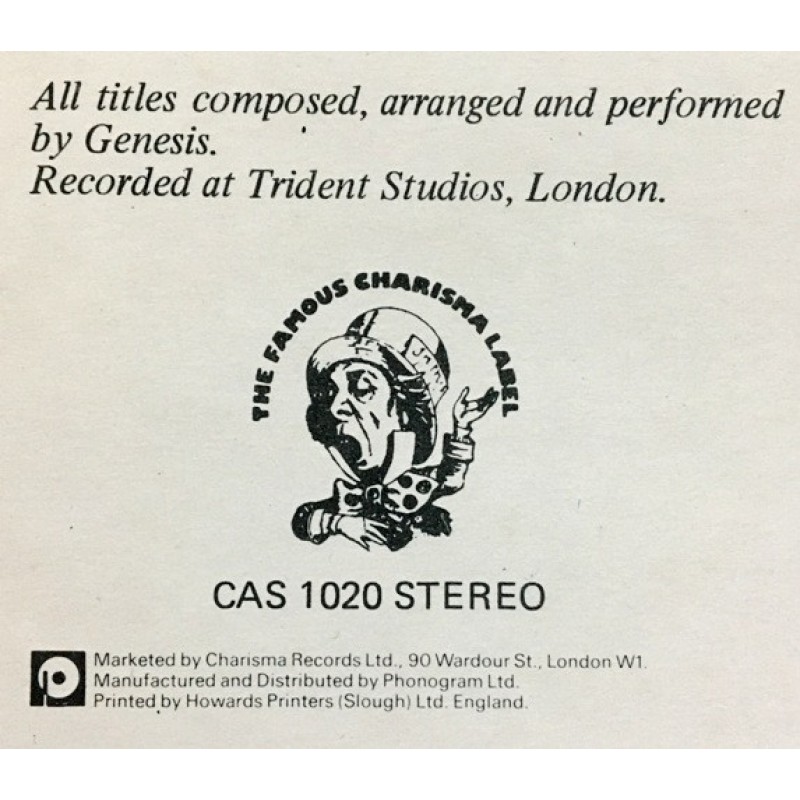 All titles composed, arranged and performed
by Genesis.
Recorded at Trident Studios, London.
THE FAMOUS CHARISMA LABEL
CAS 1020 STEREO
Marketed by Charisma Records Ltd., 90 Wardour St., London W1.
Manufactured and Distributed by Phonogram Ltd.
Printed by Howards Printers (Slough) Ltd. England.